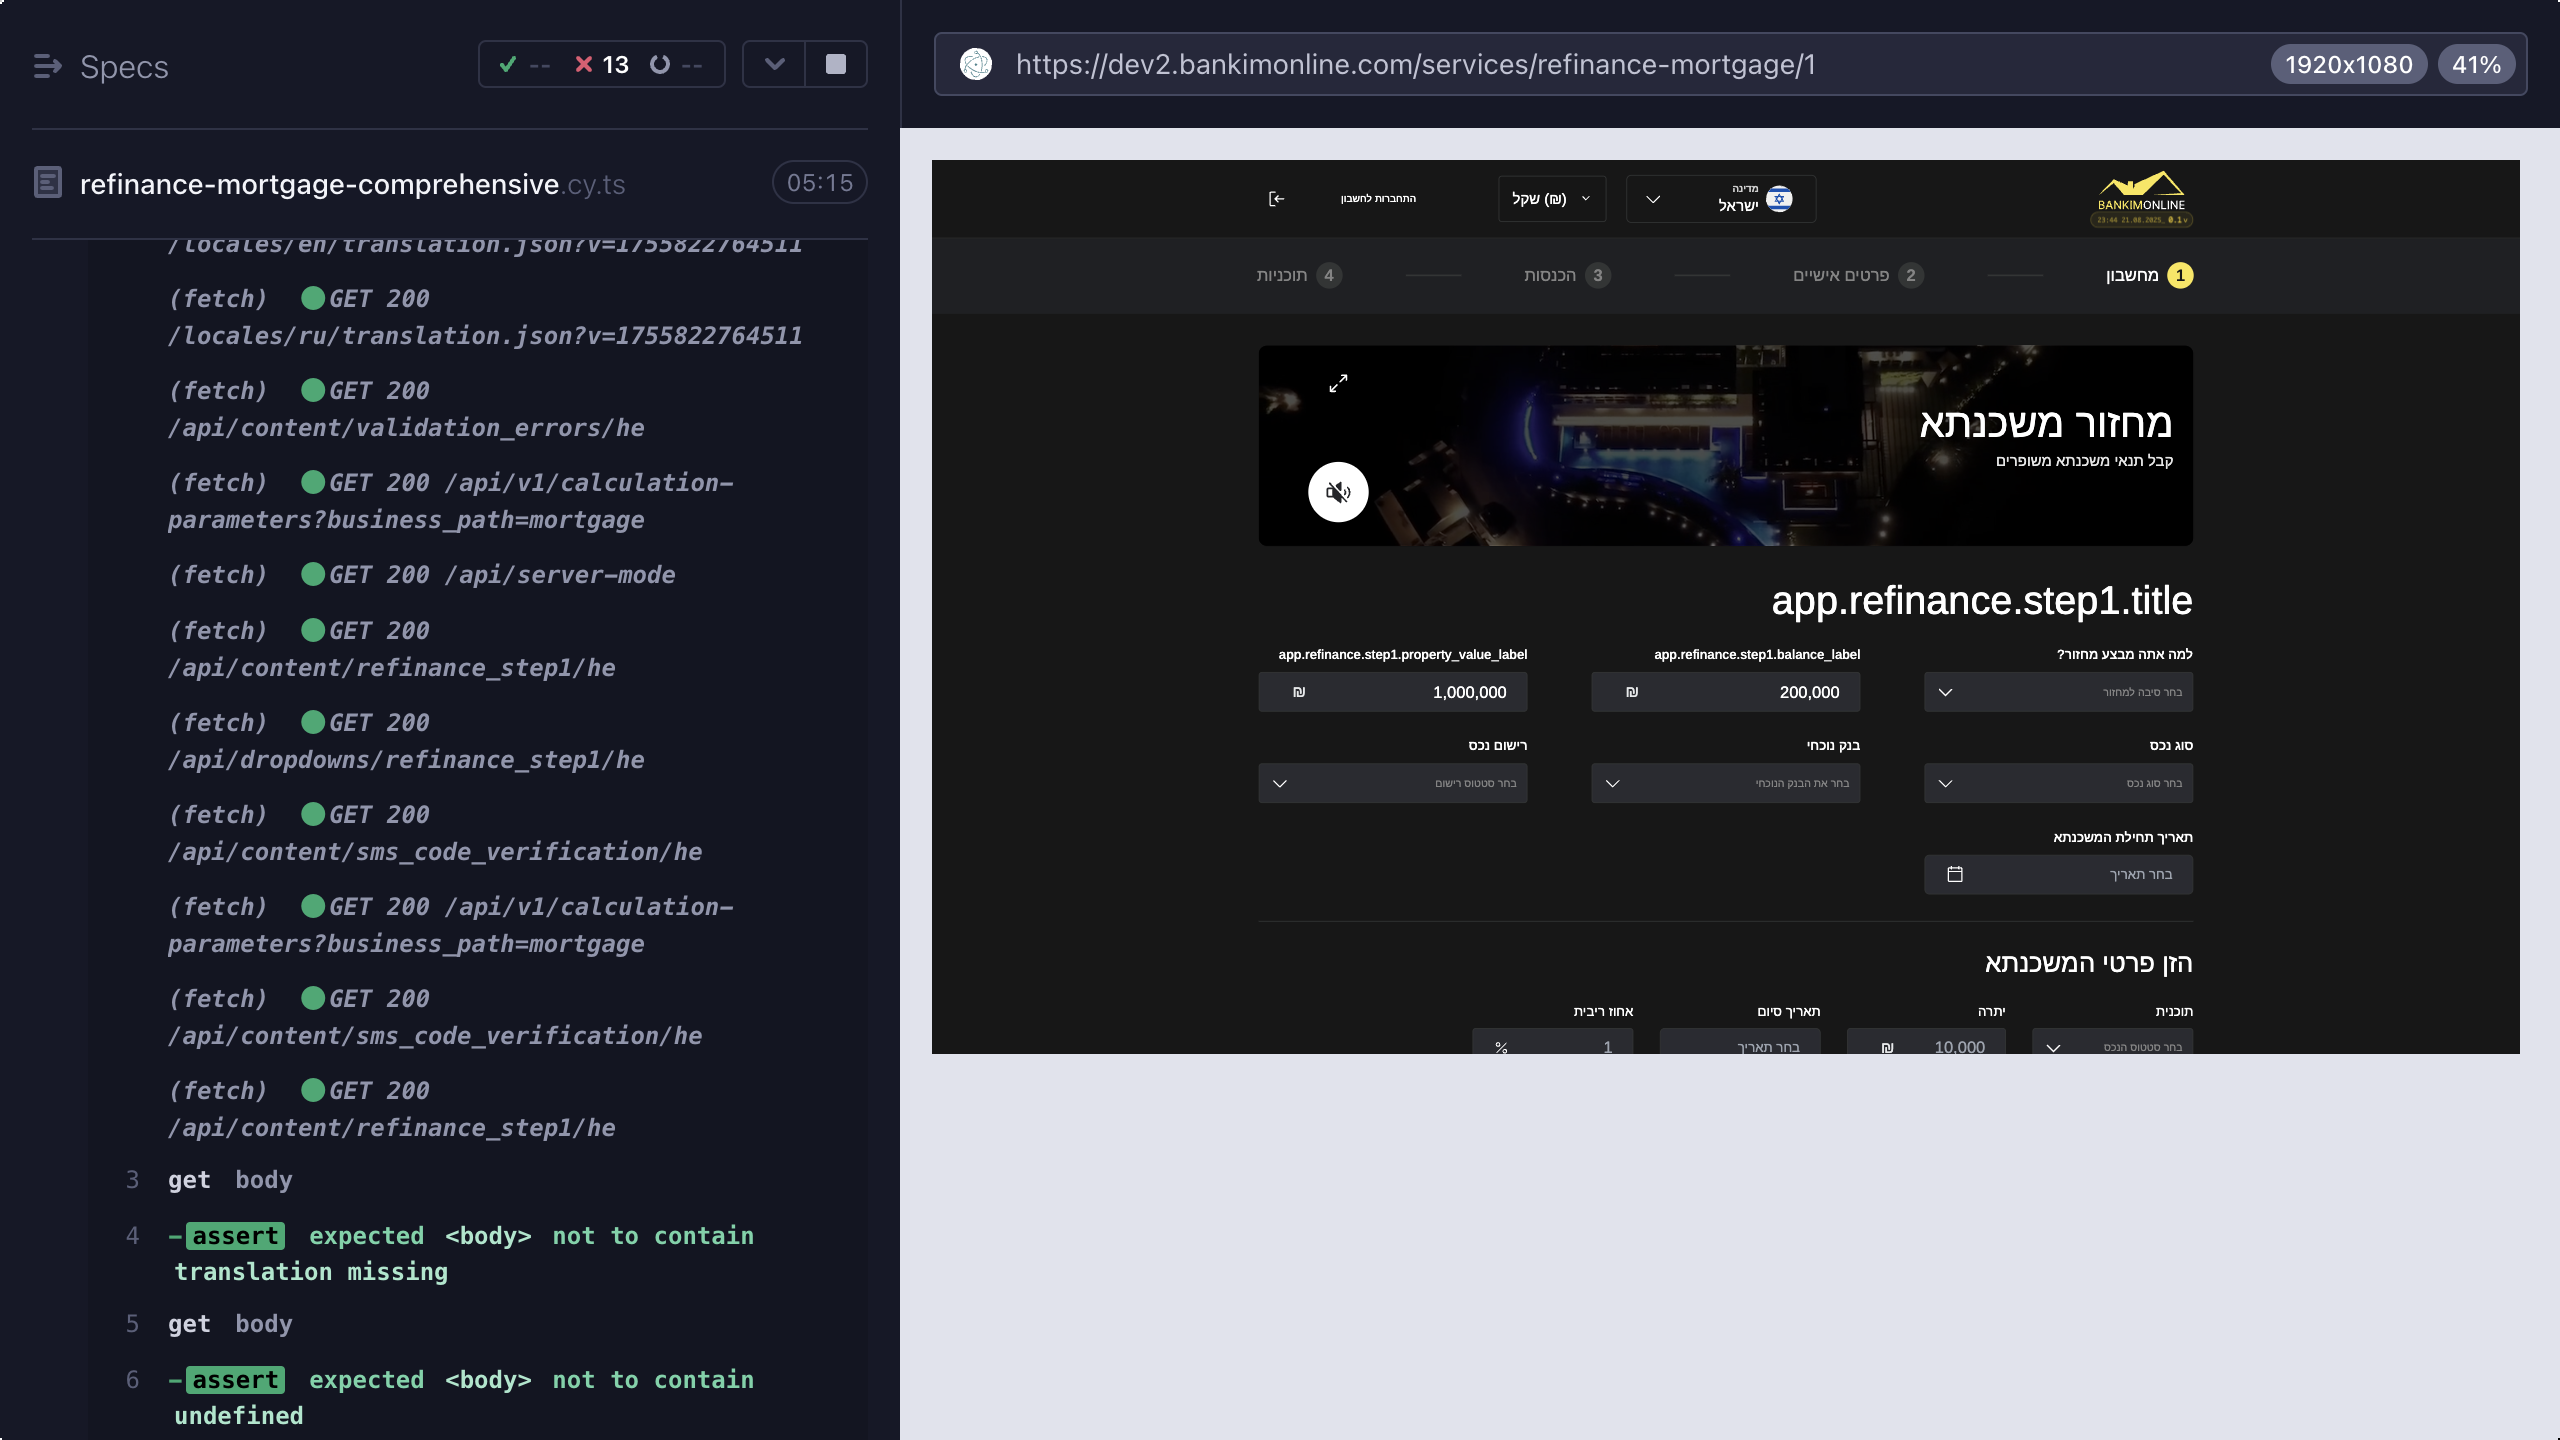 Specs
--
13
--
refinance-mortgage-comprehensive.cy.ts
05:15
/locales/en/translation.json?v=1755822764511
(fetch) GET 200
/locales/ru/translation.json?v=1755822764511
(fetch) GET 200
/api/content/validation_errors/he
(fetch) GET 200 /api/v1/calculation-
parameters?business_path=mortgage
(fetch) GET 200 /api/server-mode
(fetch) GET 200
/api/content/refinance_step1/he
(fetch) GET 200
/api/dropdowns/refinance_step1/he
(fetch) GET 200
/api/content/sms_code_verification/he
(fetch) GET 200 /api/v1/calculation-
parameters?business_path=mortgage
(fetch) GET 200
/api/content/sms_code_verification/he
(fetch) GET 200
/api/content/refinance_step1/he
3 get body
4 -assert expected <body> not to contain
translation missing
5 get body
6 -assert expected <body> not to contain
undefined
https://dev2.bankimonline.com/services/refinance-mortgage/1
1920x1080 41%
BANKIMONLINE
23:44 21.08.2025, 0.1v
מדינה
ישראל
שקל (₪)
התחברות לחשבון
1 מחשבון
2 פרטים אישיים
3 הכנסות
4 תוכניות
מחזור משכנתא
קבל תנאי משכנתא משופרים
app.refinance.step1.title
למה אתה מבצע מחזור?
בחר סיבה למחזור
app.refinance.step1.balance_label
200,000 ₪
app.refinance.step1.property_value_label
1,000,000 ₪
סוג נכס
בחר סוג נכס
בנק נוכחי
בחר את הבנק הנוכחי
רישום נכס
בחר סטטוס רישום
תאריך תחילת המשכנתא
בחר תאריך
הזן פרטי המשכנתא
תוכנית
בחר סטטוס הנכס
יתרה
10,000 ₪
תאריך סיום
בחר תאריך
אחוז ריבית
1 %